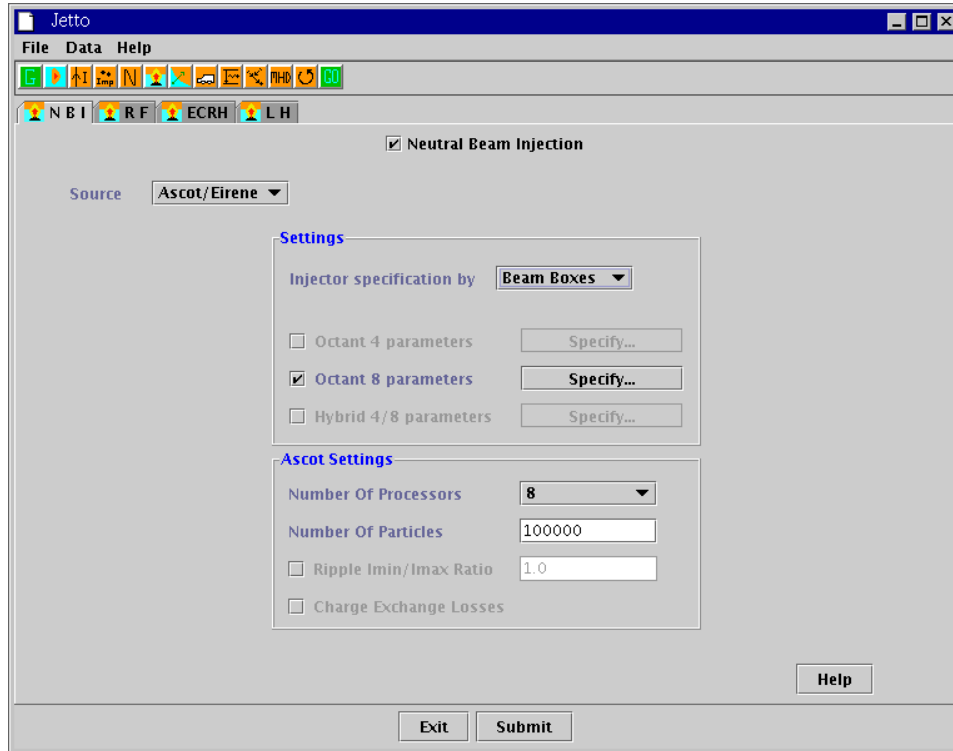 Jetto
File Data Help
G I Imp N MHD GO
N B I R F ECRH L H
Neutral Beam Injection
Source Ascot/Eirene
Settings
Injector specification by Beam Boxes
Octant 4 parameters Specify...
Octant 8 parameters Specify...
Hybrid 4/8 parameters Specify...
Ascot Settings
Number Of Processors 8
Number Of Particles 100000
Ripple Imin/Imax Ratio 1.0
Charge Exchange Losses
Help
Exit Submit